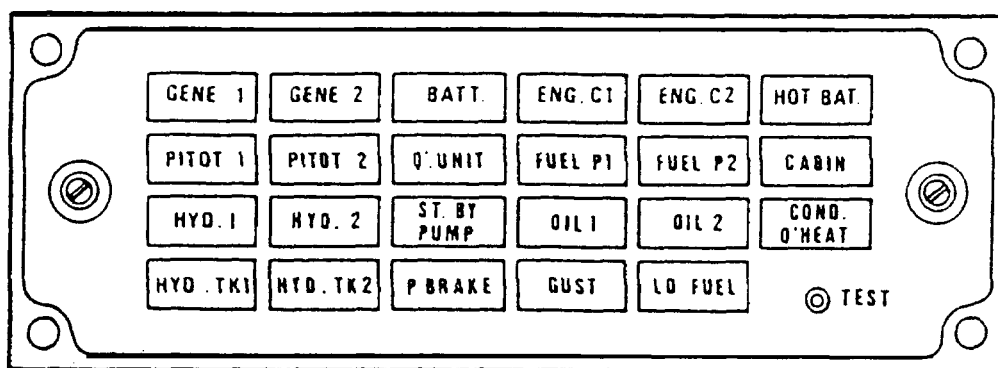 GENE 1 GENE 2 BATT. ENG. C1 ENG. C2 HOT BAT.
PITOT 1 PITOT 2 Q'.UNIT FUEL P1 FUEL P2 CABIN
HYD. 1 HYD. 2 ST. BY PUMP OIL 1 OIL 2 COND. O'HEAT
HYD. TK1 HYD. TK2 P BRAKE GUST LO FUEL TEST